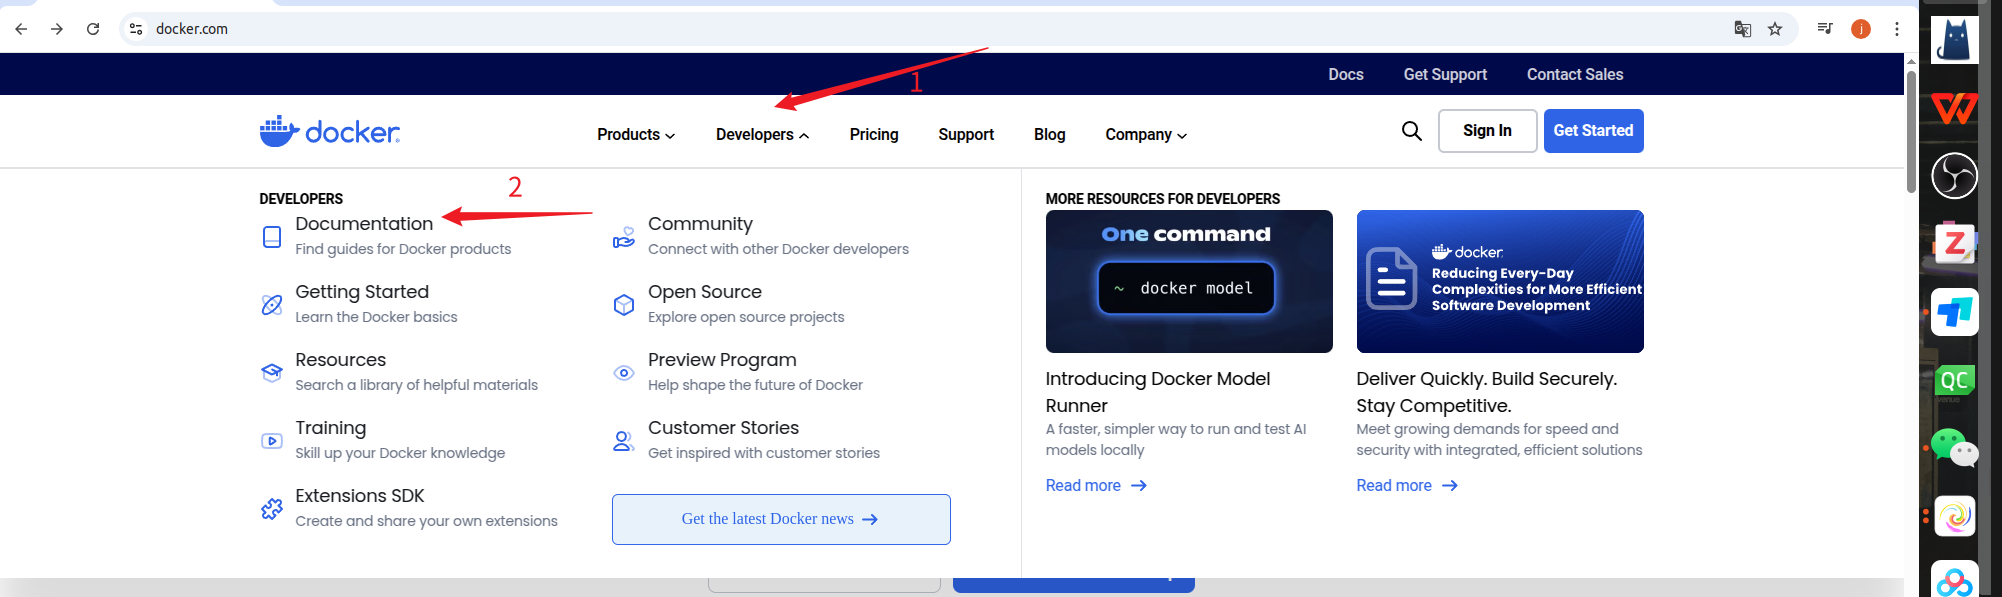 docker.com
j
Docs Get Support Contact Sales
1
docker
Products Developers Pricing Support Blog Company Sign In Get Started
2
DEVELOPERS
Documentation
Find guides for Docker products
Getting Started
Learn the Docker basics
Resources
Search a library of helpful materials
Training
Skill up your Docker knowledge
Extensions SDK
Create and share your own extensions
Community
Connect with other Docker developers
Open Source
Explore open source projects
Preview Program
Help shape the future of Docker
Customer Stories
Get inspired with customer stories
Get the latest Docker news →
MORE RESOURCES FOR DEVELOPERS
One command
~ docker model
Introducing Docker Model
Runner
A faster, simpler way to run and test AI
models locally
Read more →
docker
Reducing Every-Day
Complexities for More Efficient
Software Development
Deliver Quickly. Build Securely.
Stay Competitive.
Meet growing demands for speed and
security with integrated, efficient solutions
Read more →
W
Z
QC